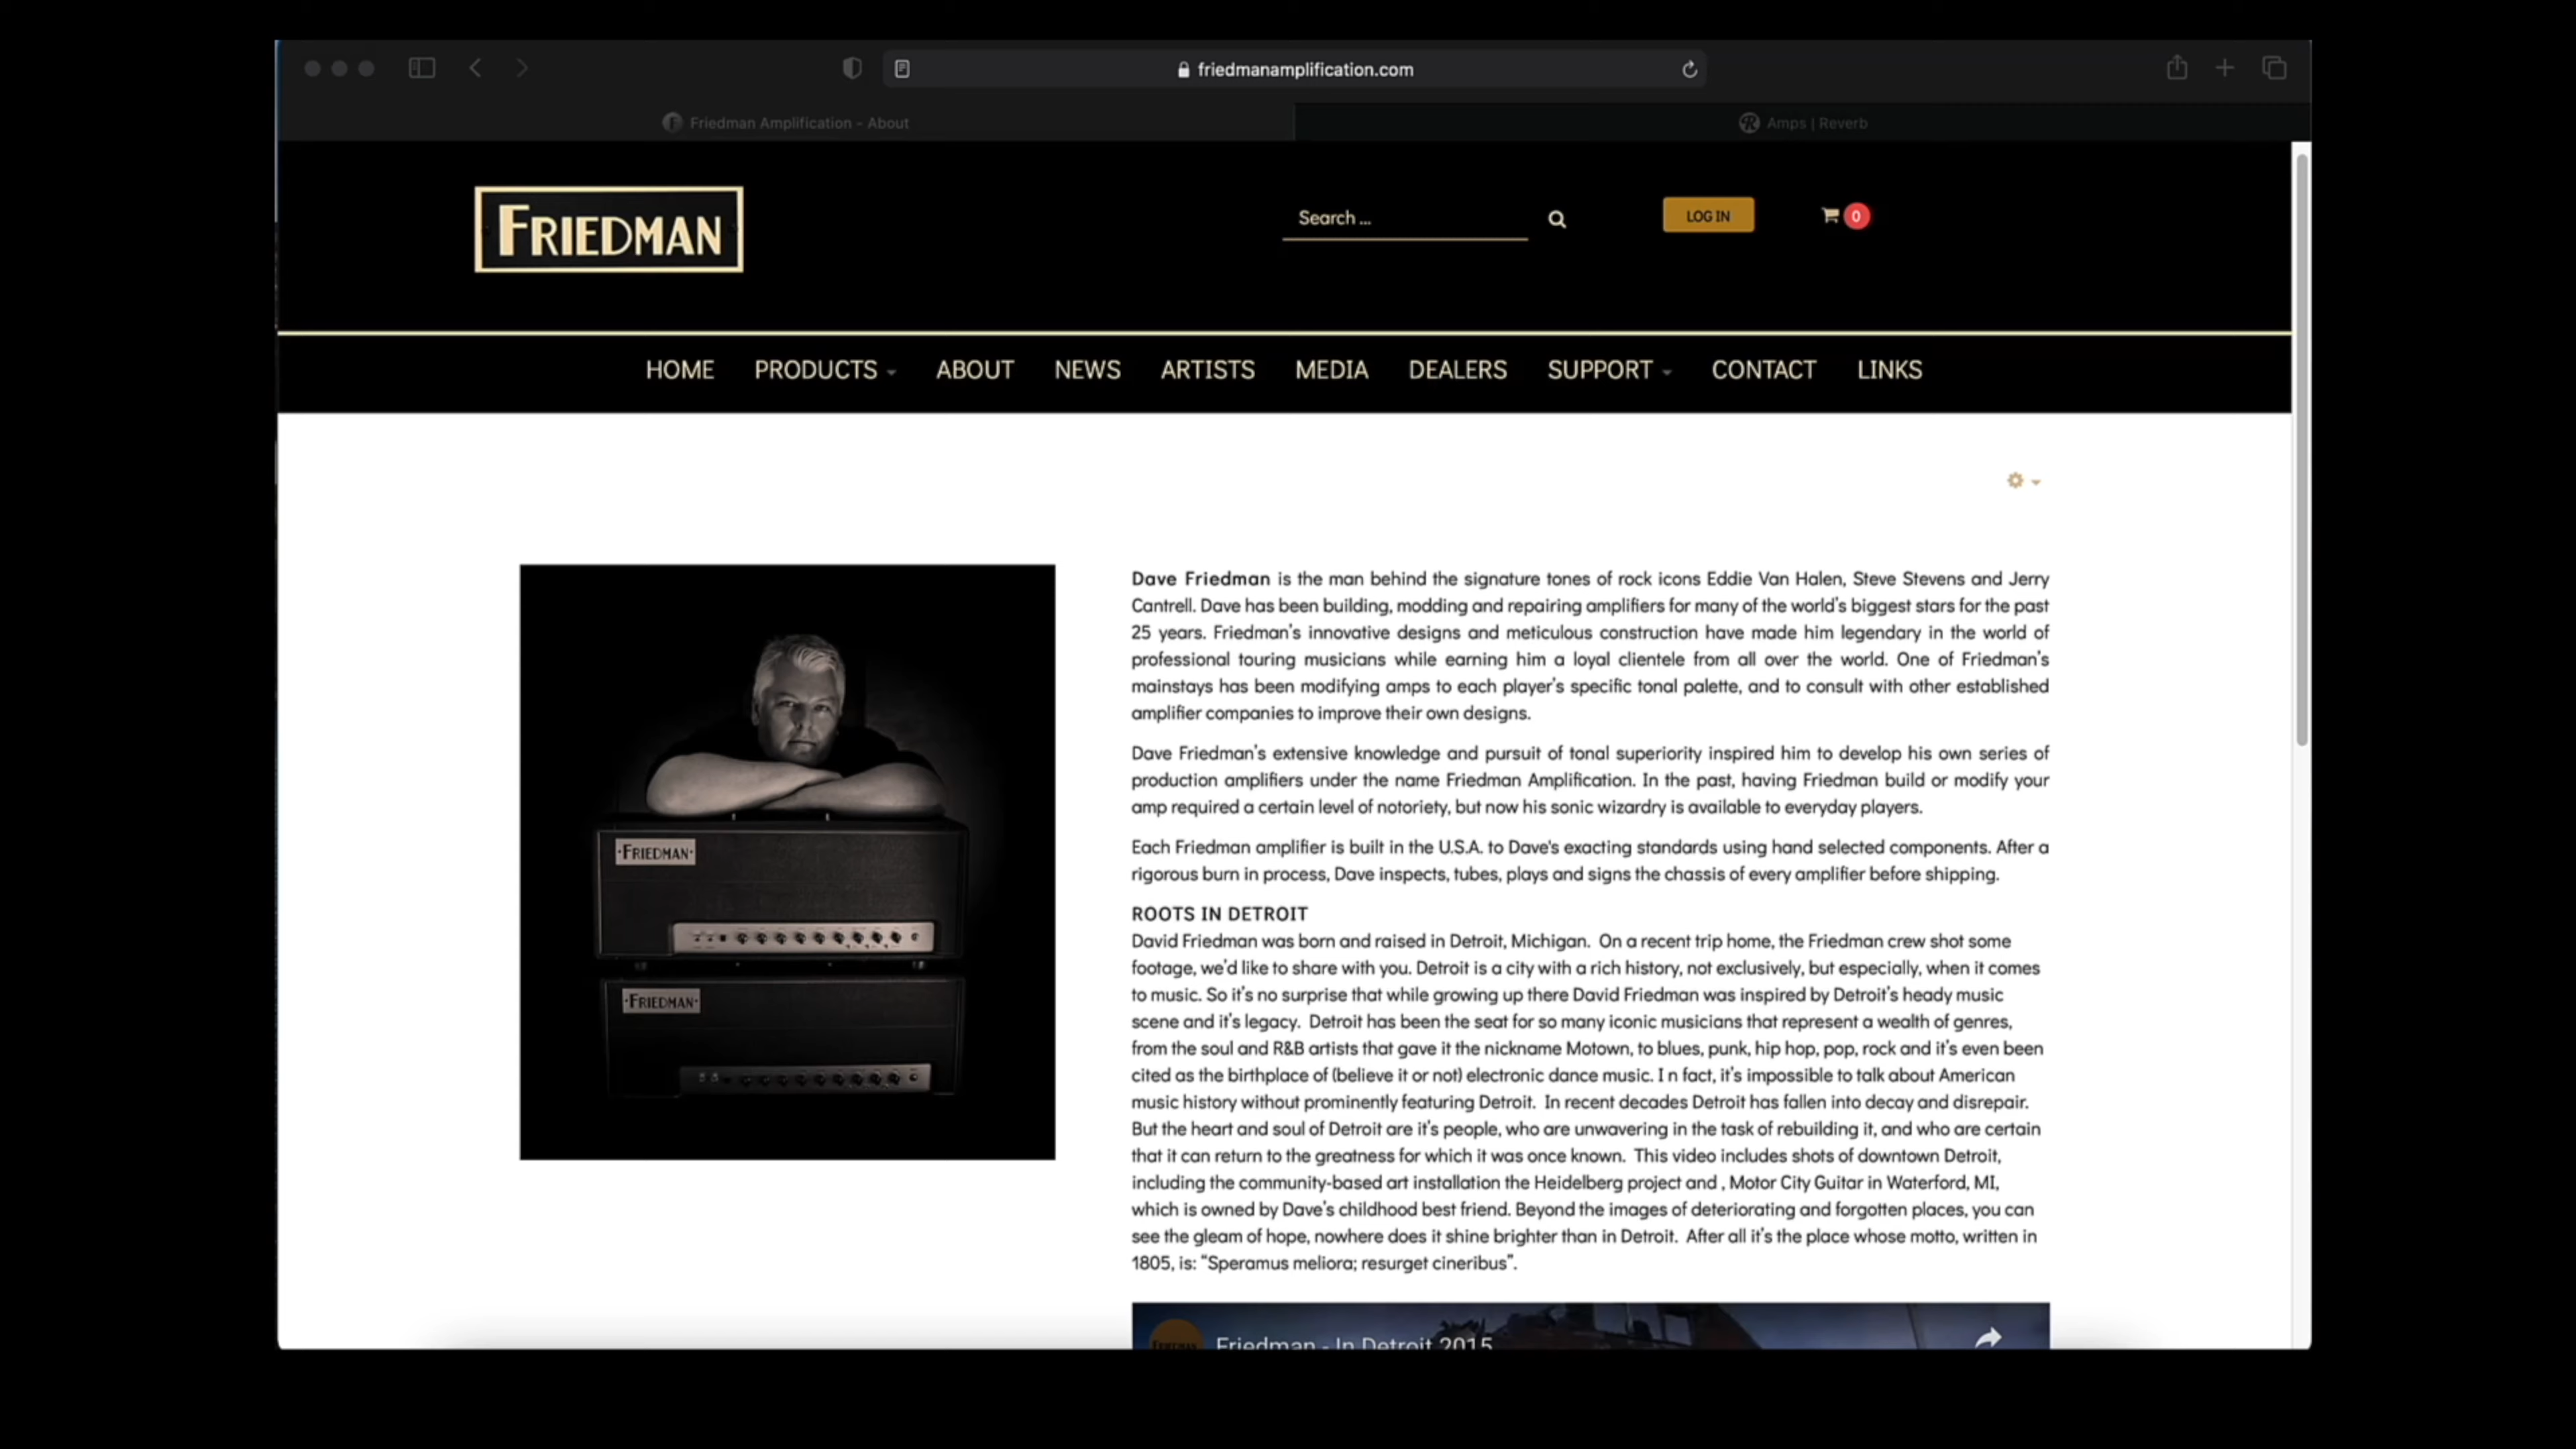 friedmanamplification.com
Friedman Amplification - About
Amps | Reverb
FRIEDMAN
Search ...
LOG IN
0
HOME PRODUCTS ABOUT NEWS ARTISTS MEDIA DEALERS SUPPORT CONTACT LINKS
Dave Friedman is the man behind the signature tones of rock icons Eddie Van Halen, Steve Stevens and Jerry
Cantrell. Dave has been building, modding and repairing amplifiers for many of the world's biggest stars for the past
25 years. Friedman's innovative designs and meticulous construction have made him legendary in the world of
professional touring musicians while earning him a loyal clientele from all over the world. One of Friedman's
mainstays has been modifying amps to each player's specific tonal palette, and to consult with other established
amplifier companies to improve their own designs.
Dave Friedman's extensive knowledge and pursuit of tonal superiority inspired him to develop his own series of
production amplifiers under the name Friedman Amplification. In the past, having Friedman build or modify your
amp required a certain level of notoriety, but now his sonic wizardry is available to everyday players.
Each Friedman amplifier is built in the U.S.A. to Dave's exacting standards using hand selected components. After a
rigorous burn in process, Dave inspects, tubes, plays and signs the chassis of every amplifier before shipping.
ROOTS IN DETROIT
David Friedman was born and raised in Detroit, Michigan. On a recent trip home, the Friedman crew shot some
footage, we'd like to share with you. Detroit is a city with a rich history, not exclusively, but especially, when it comes
to music. So it's no surprise that while growing up there David Friedman was inspired by Detroit's heady music
scene and it's legacy. Detroit has been the seat for so many iconic musicians that represent a wealth of genres,
from the soul and R&B artists that gave it the nickname Motown, to blues, punk, hip hop, pop, rock and it's even been
cited as the birthplace of (believe it or not) electronic dance music. I n fact, it's impossible to talk about American
music history without prominently featuring Detroit. In recent decades Detroit has fallen into decay and disrepair.
But the heart and soul of Detroit are it's people, who are unwavering in the task of rebuilding it, and who are certain
that it can return to the greatness for which it was once known. This video includes shots of downtown Detroit,
including the community-based art installation the Heidelberg project and , Motor City Guitar in Waterford, MI,
which is owned by Dave's childhood best friend. Beyond the images of deteriorating and forgotten places, you can
see the gleam of hope, nowhere does it shine brighter than in Detroit. After all it's the place whose motto, written in
1805, is: "Speramus meliora; resurget cineribus".
·FRIEDMAN·
·FRIEDMAN·
FRIEDMAN
Friedman - In Detroit 2015